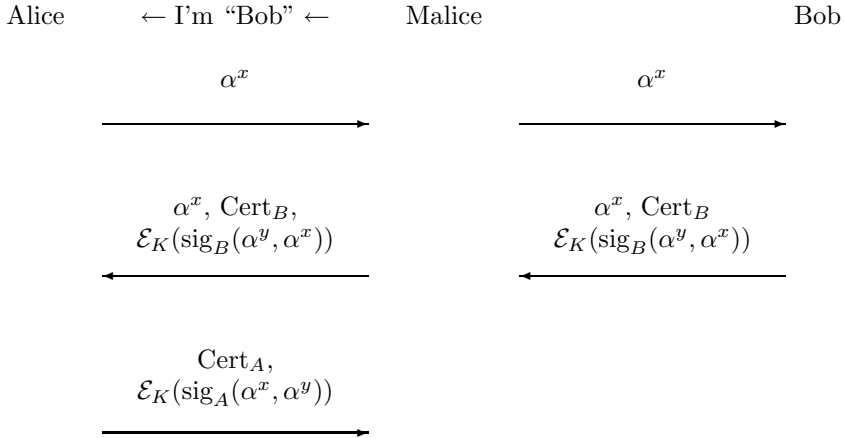 Alice ← I'm “Bob” ← Malice Bob
α^x α^x
α^x, Cert_B, α^x, Cert_B
ℰ_K(sig_B(α^y, α^x)) ℰ_K(sig_B(α^y, α^x))
Cert_A,
ℰ_K(sig_A(α^x, α^y))